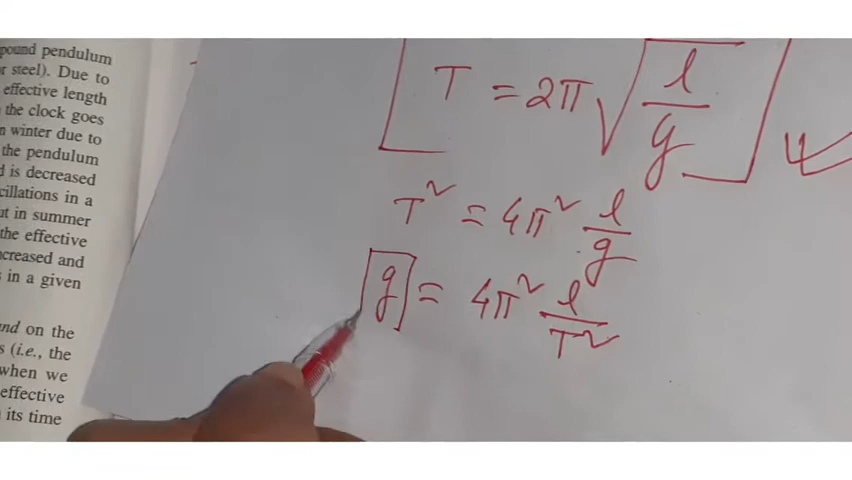 pound pendulum
r steel). Due to
effective length
the clock goes
n winter due to
the pendulum
d is decreased
cillations in a
ut in summer
the effective
creased and
s in a given
and on the
s (i.e., the
when we
effective
its time
T = 2π√(l/g)
T² = 4π² l/g
g = 4π² l/T²